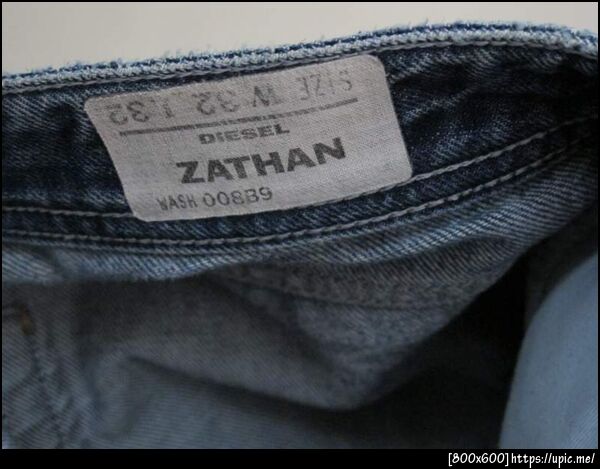 SIZE W.32 L.32
DIESEL
ZATHAN
WASH 008B9
[800x600]https://upic.me/